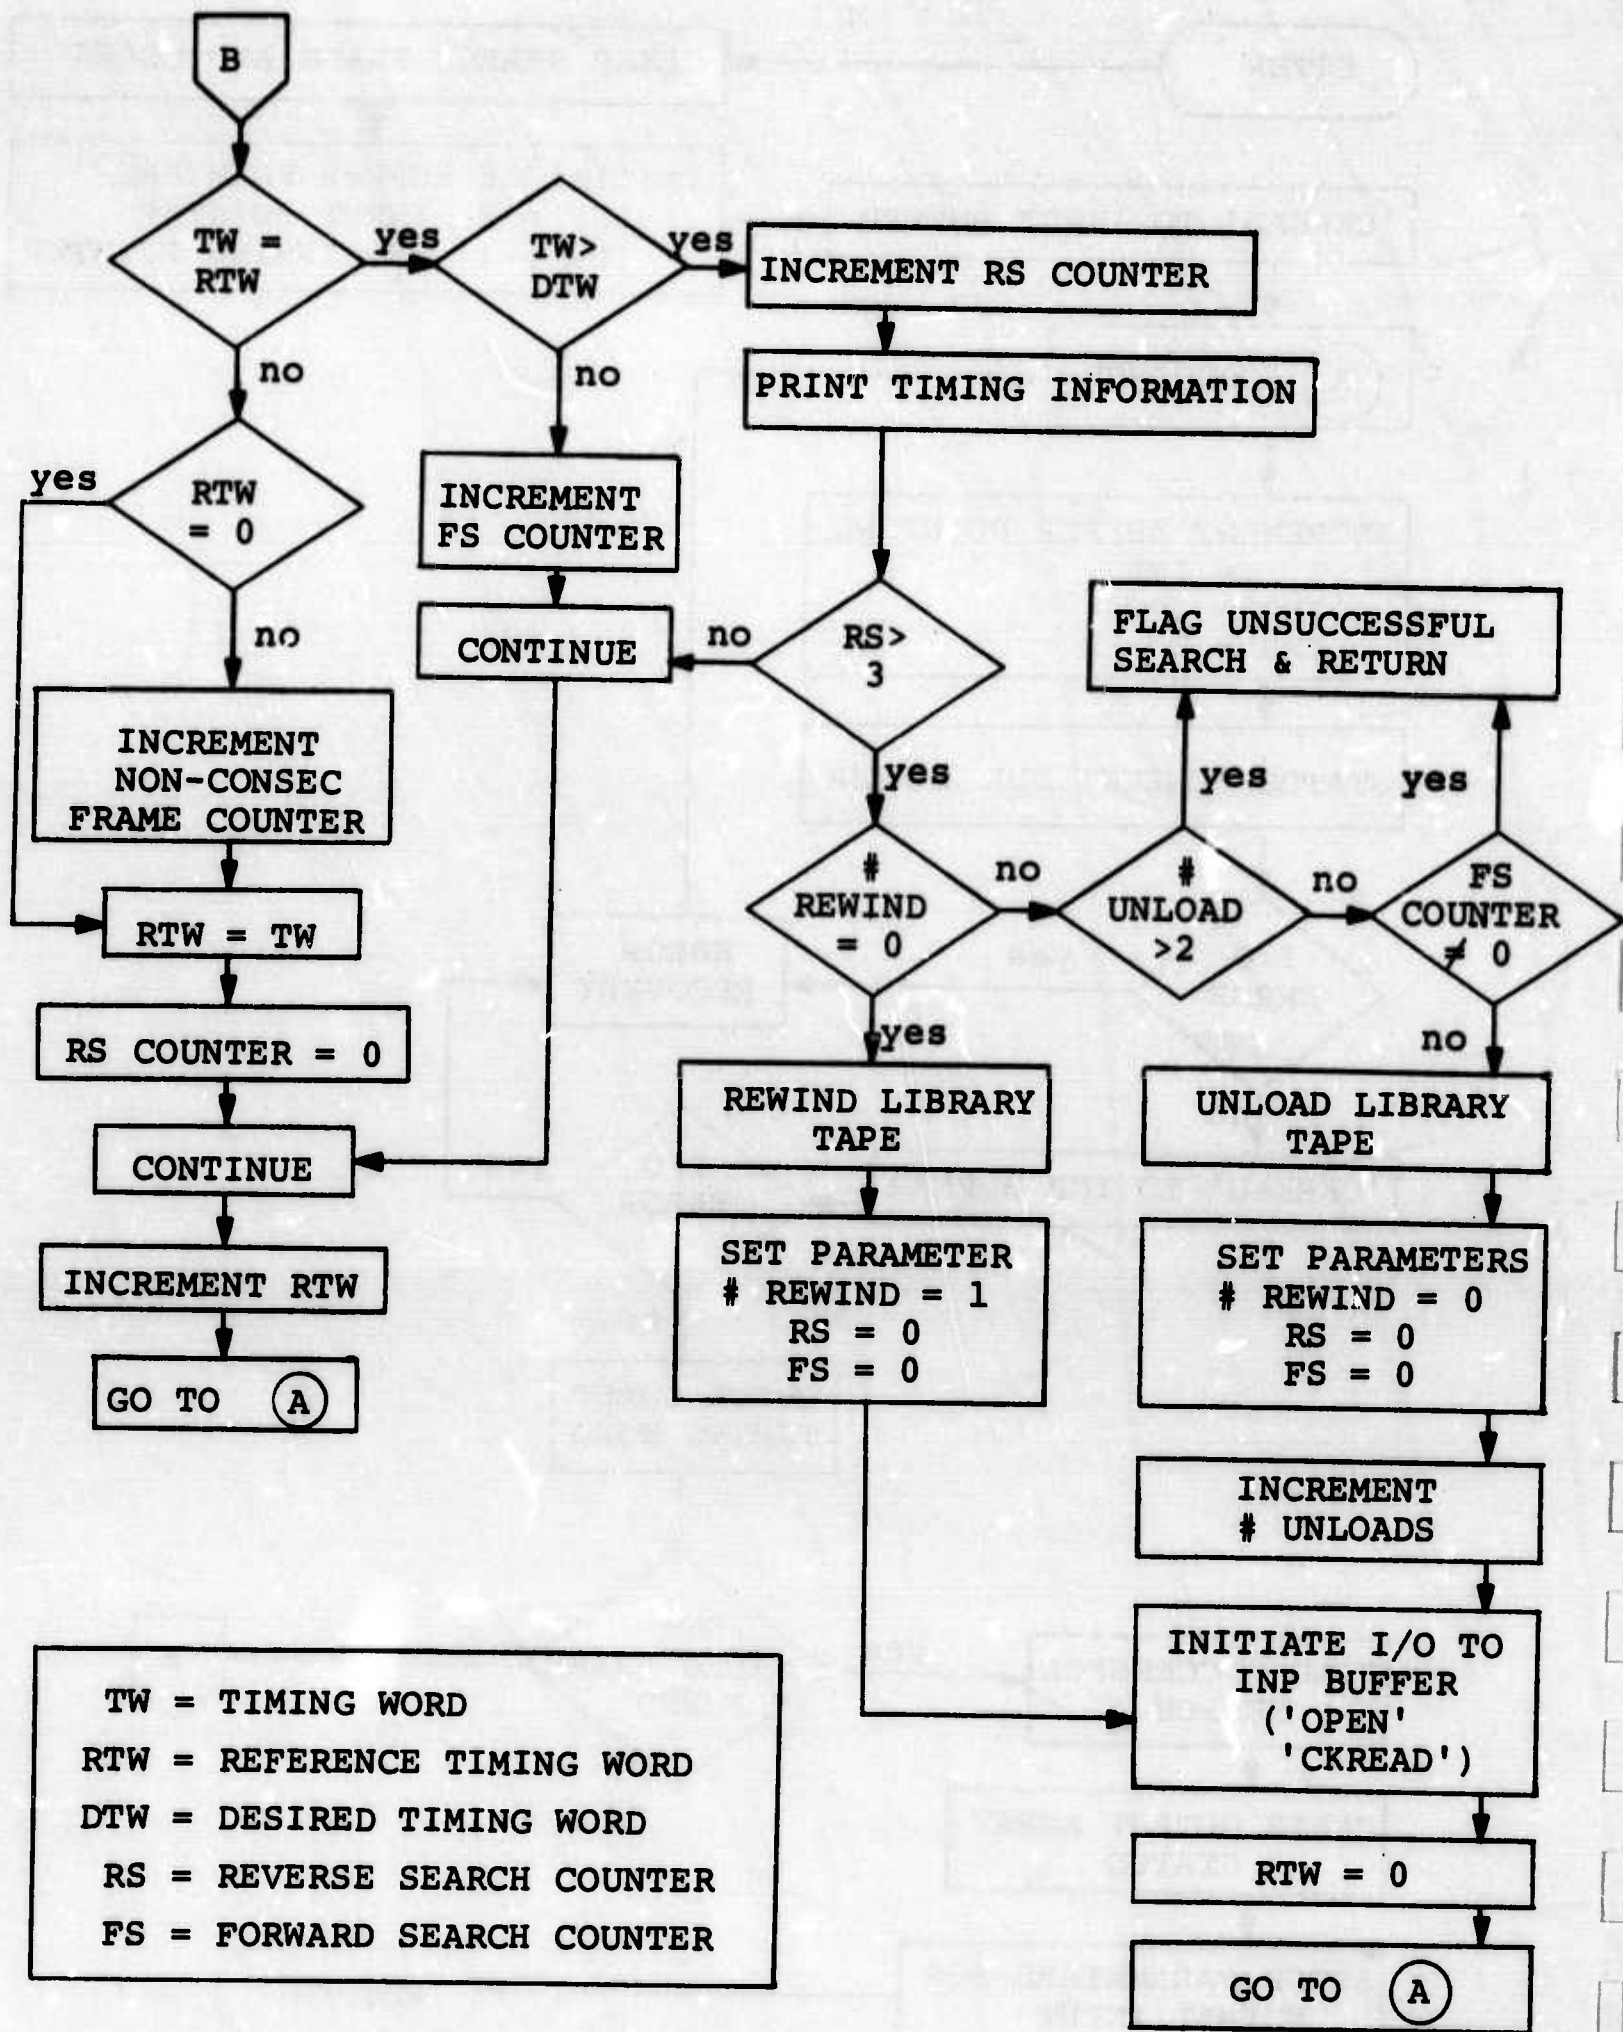 B
TW =
RTW
yes
TW>
DTW
yes
INCREMENT RS COUNTER
no
no
PRINT TIMING INFORMATION
yes
RTW
= 0
INCREMENT
FS COUNTER
no
CONTINUE
no
RS>
3
FLAG UNSUCCESSFUL
SEARCH & RETURN
INCREMENT
NON-CONSEC
FRAME COUNTER
yes
yes
yes
#
REWIND
= 0
no
#
UNLOAD
>2
no
FS
COUNTER
≠ 0
RTW = TW
yes
no
RS COUNTER = 0
REWIND LIBRARY
TAPE
UNLOAD LIBRARY
TAPE
CONTINUE
INCREMENT RTW
SET PARAMETER
# REWIND = 1
RS = 0
FS = 0
SET PARAMETERS
# REWIND = 0
RS = 0
FS = 0
GO TO A
INCREMENT
# UNLOADS
INITIATE I/O TO
INP BUFFER
('OPEN'
'CKREAD')
RTW = 0
GO TO A
TW = TIMING WORD
RTW = REFERENCE TIMING WORD
DTW = DESIRED TIMING WORD
RS = REVERSE SEARCH COUNTER
FS = FORWARD SEARCH COUNTER